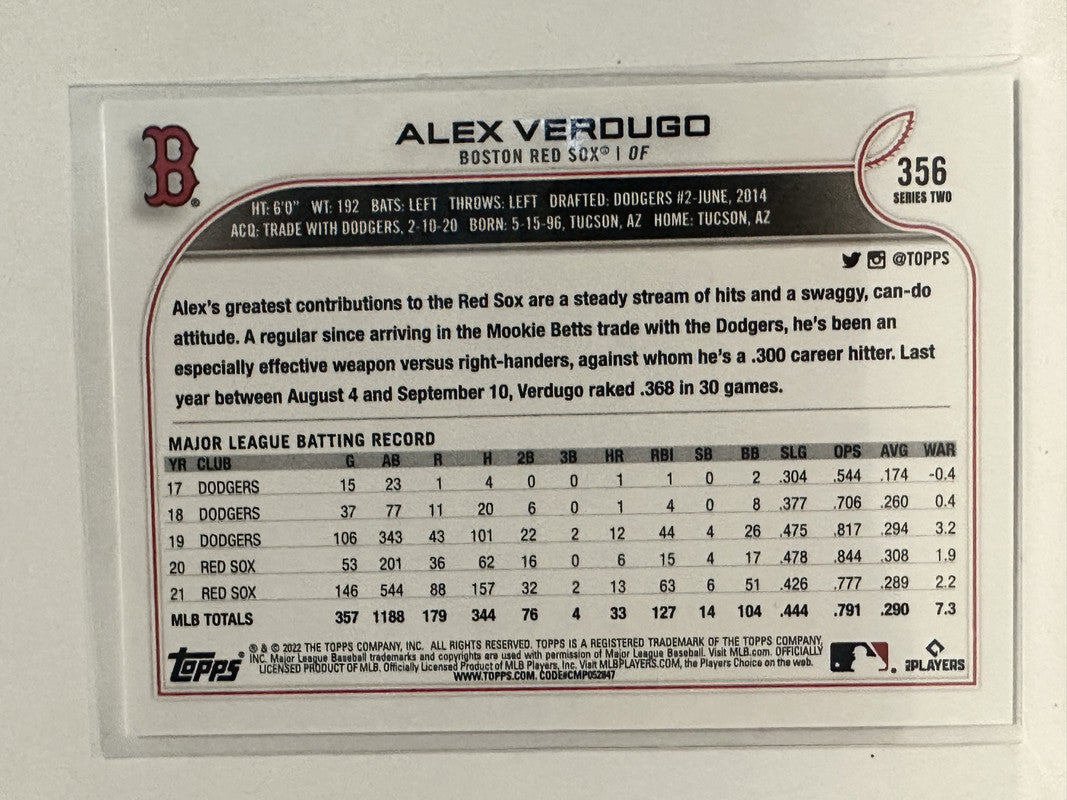 B
ALEX VERDUGO
BOSTON RED SOX® | OF
356
SERIES TWO
HT: 6'0" WT: 192 BATS: LEFT THROWS: LEFT DRAFTED: DODGERS #2-JUNE, 2014
ACQ: TRADE WITH DODGERS, 2-10-20 BORN: 5-15-96, TUCSON, AZ HOME: TUCSON, AZ
@TOPPS
Alex's greatest contributions to the Red Sox are a steady stream of hits and a swaggy, can-do
attitude. A regular since arriving in the Mookie Betts trade with the Dodgers, he's been an
especially effective weapon versus right-handers, against whom he's a .300 career hitter. Last
year between August 4 and September 10, Verdugo raked .368 in 30 games.
MAJOR LEAGUE BATTING RECORD
YR CLUB G AB R H 2B 3B HR RBI SB BB SLG OPS AVG WAR
17 DODGERS 15 23 1 4 0 0 1 1 0 2 .304 .544 .174 -0.4
18 DODGERS 37 77 11 20 6 0 1 4 0 8 .377 .706 .260 0.4
19 DODGERS 106 343 43 101 22 2 12 44 4 26 .475 .817 .294 3.2
20 RED SOX 53 201 36 62 16 0 6 15 4 17 .478 .844 .308 1.9
21 RED SOX 146 544 88 157 32 2 13 63 6 51 .426 .777 .289 2.2
MLB TOTALS 357 1188 179 344 76 4 33 127 14 104 .444 .791 .290 7.3
Topps®
® & © 2022 THE TOPPS COMPANY, INC. ALL RIGHTS RESERVED. TOPPS IS A REGISTERED TRADEMARK OF THE TOPPS COMPANY,
INC. Major League Baseball trademarks and copyrights are used with permission of Major League Baseball. Visit MLB.com. OFFICIALLY
LICENSED PRODUCT OF MLB. Officially Licensed Product of MLB Players, Inc. Visit MLBPLAYERS.COM, the Players Choice on the web.
WWW.TOPPS.COM. CODE#CMP052847
PLAYERS